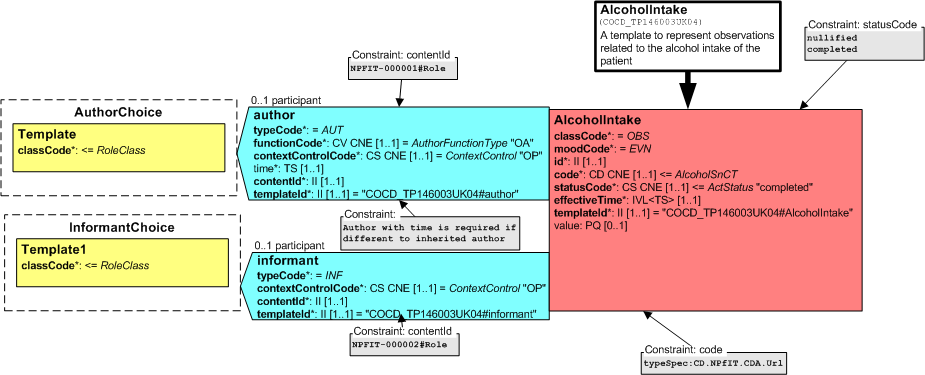 AlcoholIntake
(COCD_TP146003UK04)
A template to represent observations
related to the alcohol intake of the
patient
Constraint: statusCode
nullified
completed
Constraint: contentId
NPFIT-000001#Role
0..1 participant
AuthorChoice
Template
classCode*: <= RoleClass
author
typeCode*: = AUT
functionCode*: CV CNE [1..1] = AuthorFunctionType "OA"
contextControlCode*: CS CNE [1..1] = ContextControl "OP"
time*: TS [1..1]
contentId*: II [1..1]
templateId*: II [1..1] = "COCD_TP146003UK04#author"
AlcoholIntake
classCode*: = OBS
moodCode*: = EVN
id*: II [1..1]
code*: CD CNE [1..1] <= AlcoholSnCT
statusCode*: CS CNE [1..1] <= ActStatus "completed"
effectiveTime*: IVL<TS> [1..1]
templateId*: II [1..1] = "COCD_TP146003UK04#AlcoholIntake"
value: PQ [0..1]
Constraint:
Author with time is required if
different to inherited author
InformantChoice
Template1
classCode*: <= RoleClass
0..1 participant
informant
typeCode*: = INF
contextControlCode*: CS CNE [1..1] = ContextControl "OP"
contentId*: II [1..1]
templateId*: II [1..1] = "COCD_TP146003UK04#informant"
Constraint: contentId
NPFIT-000002#Role
Constraint: code
typeSpec:CD.NPfIT.CDA.Url